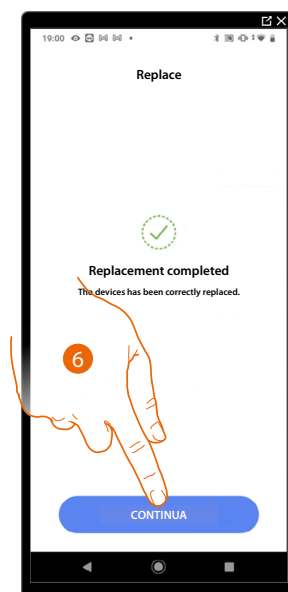 19:00
Replace
Replacement completed
The devices has been correctly replaced.
6
CONTINUA